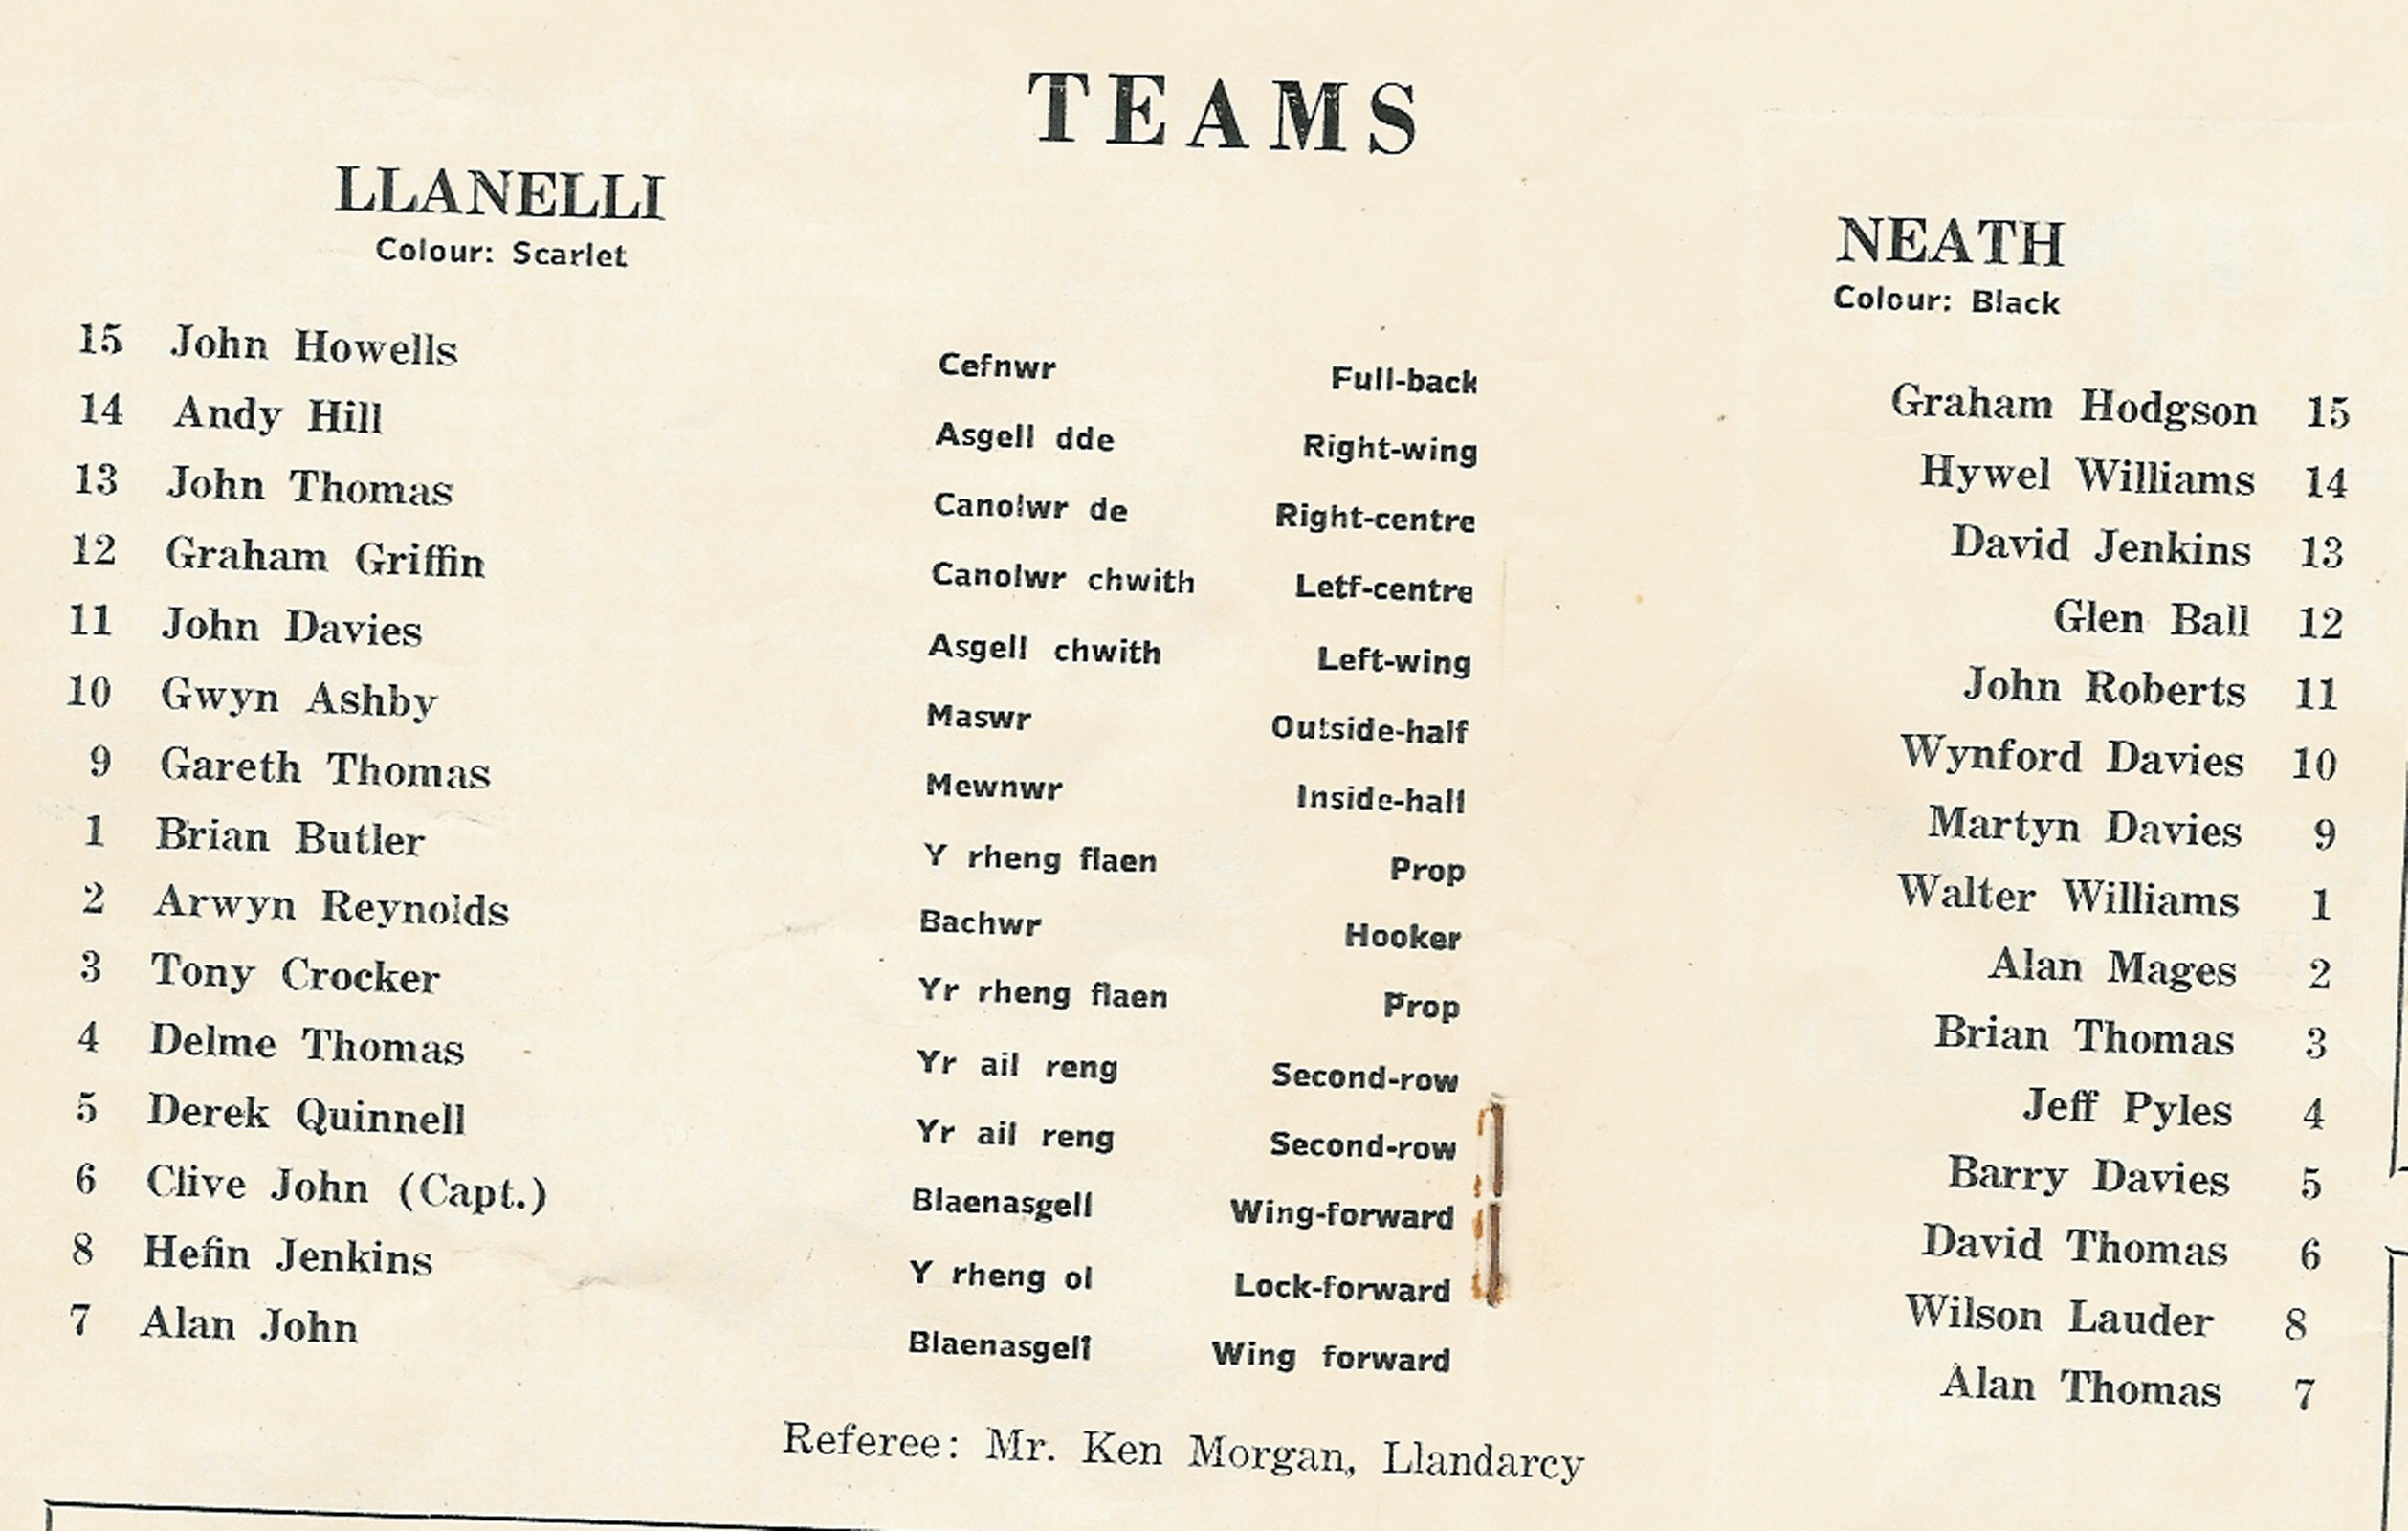 TEAMS
LLANELLI
Colour: Scarlet
NEATH
Colour: Black
15 John Howells Cefnwr Full-back Graham Hodgson 15
14 Andy Hill Asgell dde Right-wing Hywel Williams 14
13 John Thomas Canolwr de Right-centre David Jenkins 13
12 Graham Griffin Canolwr chwith Letf-centre Glen Ball 12
11 John Davies Asgell chwith Left-wing John Roberts 11
10 Gwyn Ashby Maswr Outside-half Wynford Davies 10
9 Gareth Thomas Mewnwr Inside-half Martyn Davies 9
1 Brian Butler Y rheng flaen Prop Walter Williams 1
2 Arwyn Reynolds Bachwr Hooker Alan Mages 2
3 Tony Crocker Yr rheng flaen Prop Brian Thomas 3
4 Delme Thomas Yr ail reng Second-row Jeff Pyles 4
5 Derek Quinnell Yr ail reng Second-row Barry Davies 5
6 Clive John (Capt.) Blaenasgell Wing-forward David Thomas 6
8 Hefin Jenkins Y rheng ol Lock-forward Wilson Lauder 8
7 Alan John Blaenasgell Wing forward Alan Thomas 7
Referee: Mr. Ken Morgan, Llandarcy